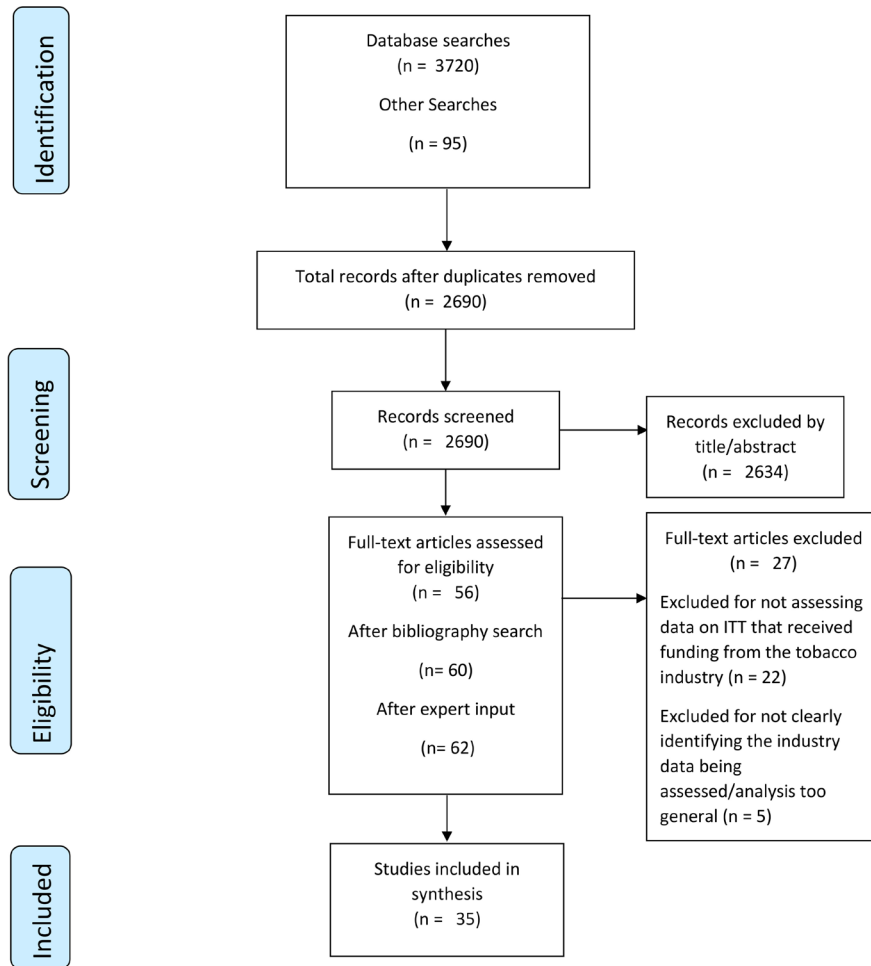 Identification
Database searches
(n = 3720)
Other Searches
(n = 95)
Total records after duplicates removed
(n = 2690)
Screening
Records screened
(n = 2690)
Records excluded by
title/abstract
(n = 2634)
Eligibility
Full-text articles assessed
for eligibility
(n = 56)
After bibliography search
(n= 60)
After expert input
(n= 62)
Full-text articles excluded
(n = 27)
Excluded for not assessing
data on ITT that received
funding from the tobacco
industry (n = 22)
Excluded for not clearly
identifying the industry
data being
assessed/analysis too
general (n = 5)
Included
Studies included in
synthesis
(n = 35)